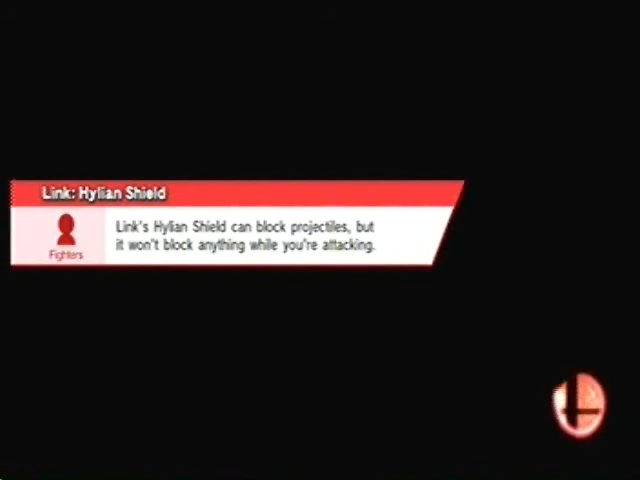 Link: Hylian Shield
Link's Hylian Shield can block projectiles, but
Fighters
it won't block anything while you're attacking.